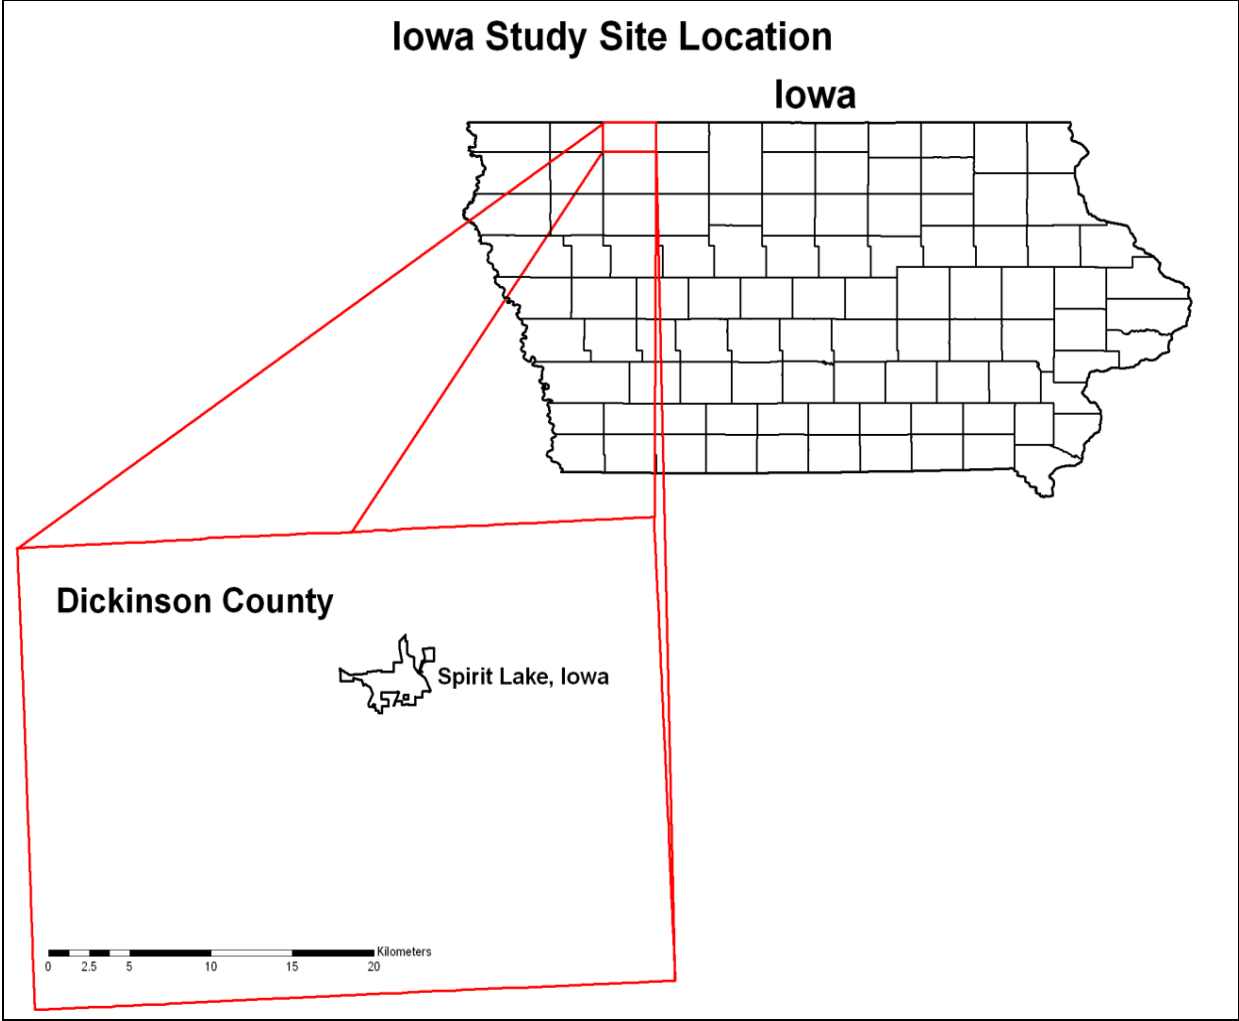 Iowa Study Site Location
Iowa
Dickinson County
Spirit Lake, Iowa
Kilometers
0 2.5 5 10 15 20